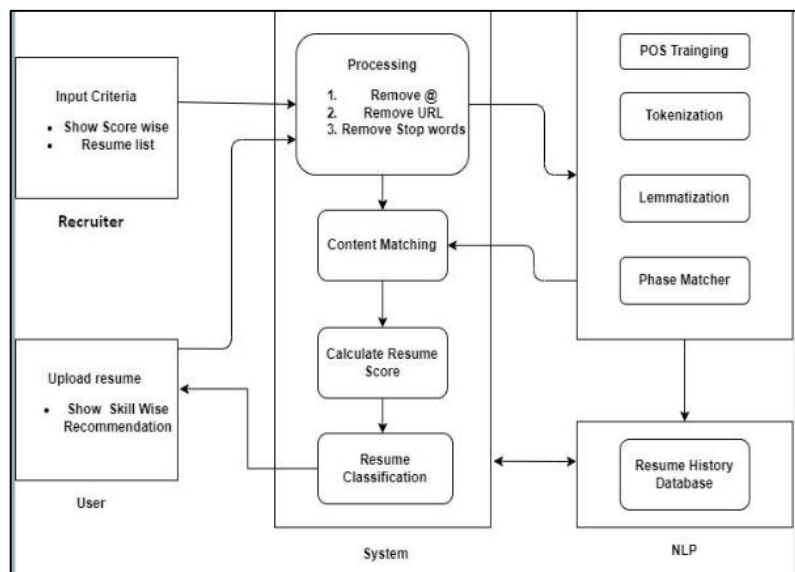 Input Criteria
• Show Score wise
• Resume list
Recruiter
Upload resume
• Show Skill Wise
Recommendation
User
Processing
1. Remove @
2. Remove URL
3. Remove Stop words
Content Matching
Calculate Resume
Score
Resume
Classification
System
POS Trainging
Tokenization
Lemmatization
Phase Matcher
Resume History
Database
NLP